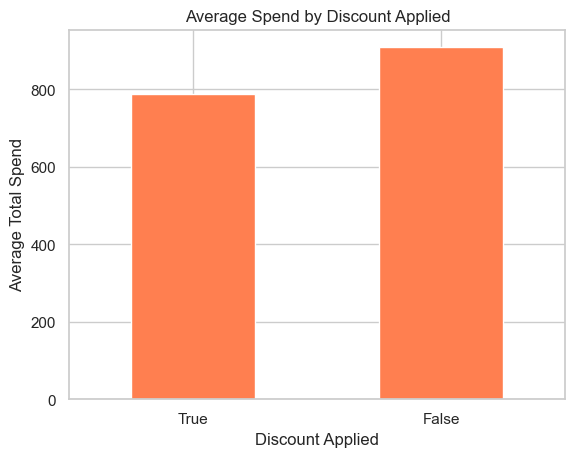 Average Spend by Discount Applied
Average Total Spend
800
600
400
200
0
True False
Discount Applied